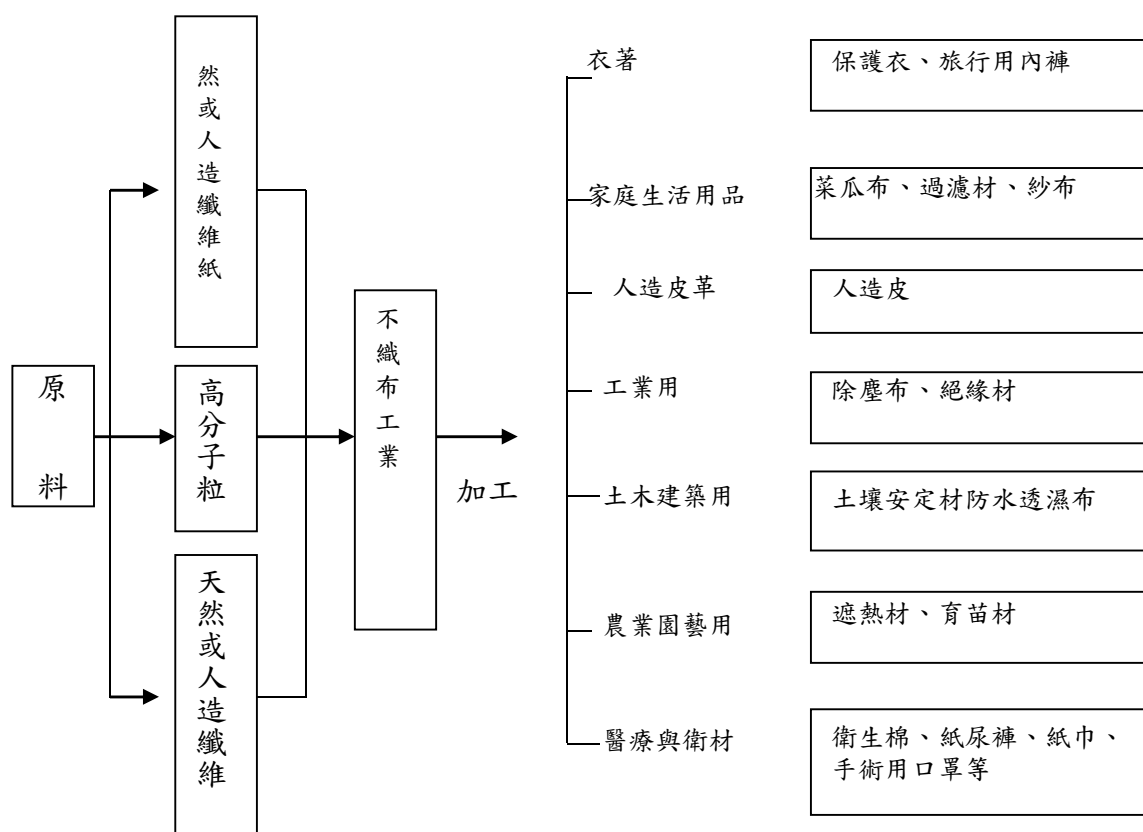 原料
然或人造纖維紙
高分子粒
天然或人造纖維
不織布工業
加工
衣著
保護衣、旅行用內褲
家庭生活用品
菜瓜布、過濾材、紗布
人造皮革
人造皮
工業用
除塵布、絕緣材
土木建築用
土壤安定材防水透濕布
農業園藝用
遮熱材、育苗材
醫療與衛材
衛生棉、紙尿褲、紙巾、
手術用口罩等